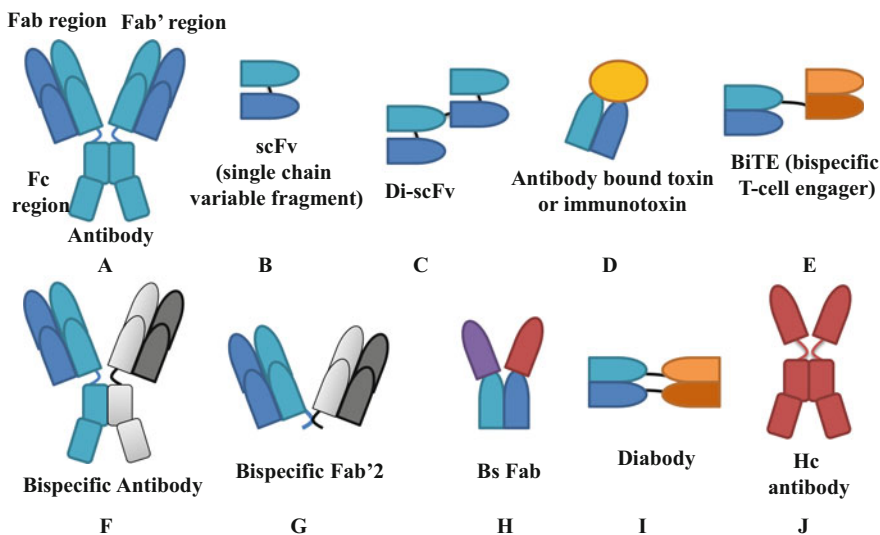 Fab region
Fab’ region
Fc
region
Antibody
scFv
(single chain
variable fragment)
Di-scFv
Antibody bound toxin
or immunotoxin
BiTE (bispecific
T-cell engager)
A
B
C
D
E
Bispecific Antibody
Bispecific Fab’2
Bs Fab
Diabody
Hc
antibody
F
G
H
I
J